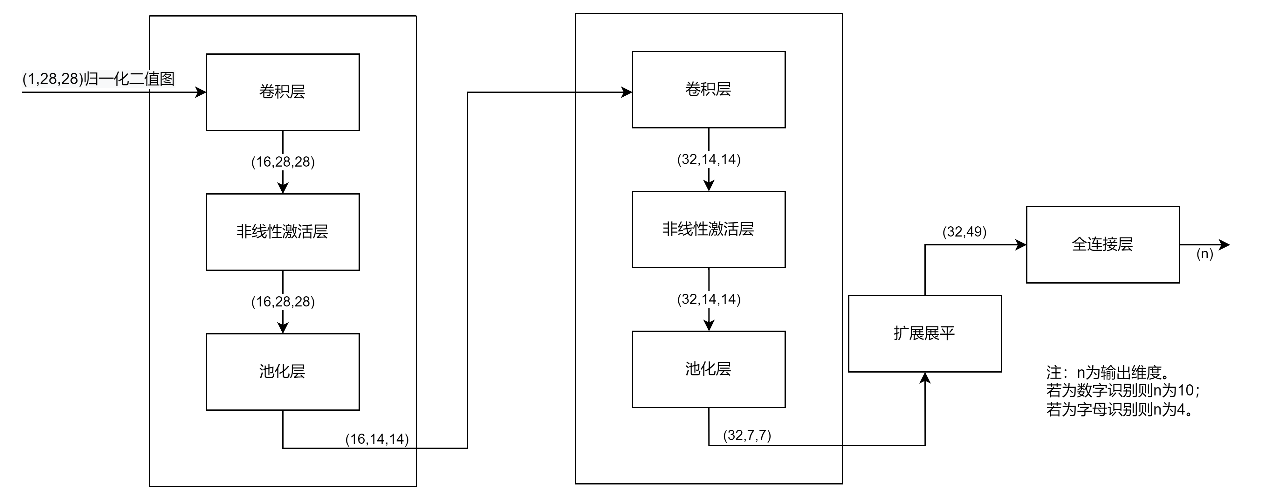 (1,28,28)归一化二值图
卷积层
(16,28,28)
非线性激活层
(16,28,28)
池化层
(16,14,14)
卷积层
(32,14,14)
非线性激活层
(32,14,14)
池化层
(32,7,7)
扩展展平
(32,49)
全连接层
(n)
注：n为输出维度。
若为数字识别则n为10；
若为字母识别则n为4。